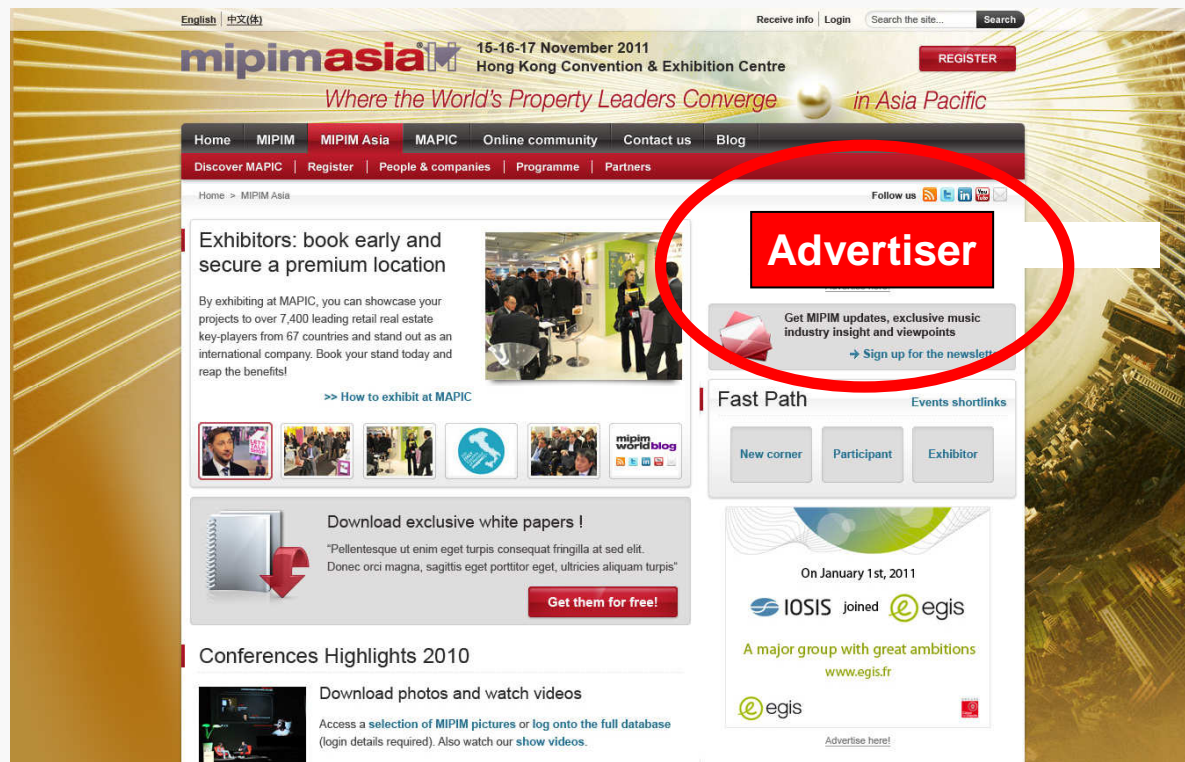 English 中文(体)
Receive info Login Search the site... Search
mipimasia
15-16-17 November 2011
Hong Kong Convention & Exhibition Centre
REGISTER
Where the World's Property Leaders Converge in Asia Pacific
Home MIPIM MIPIM Asia MAPIC Online community Contact us Blog
Discover MAPIC | Register | People & companies | Programme | Partners
Home > MIPIM Asia
Follow us
You Tube
Exhibitors: book early and
secure a premium location
By exhibiting at MAPIC, you can showcase your
projects to over 7,400 leading retail real estate
key-players from 67 countries and stand out as an
international company. Book your stand today and
reap the benefits!
>> How to exhibit at MAPIC
LET'S TALK SHOP
mipim
worldblog
Advertiser
Advertise here!
Get MIPIM updates, exclusive music
industry insight and viewpoints
Sign up for the newslette
Fast Path
Events shortlinks
New corner Participant Exhibitor
Download exclusive white papers !
“Pellentesque ut enim eget turpis consequat fringilla at sed elit.
Donec orci magna, sagittis eget porttitor eget, ultricies aliquam turpis”
Get them for free!
On January 1st, 2011
IOSIS joined egis
A major group with great ambitions
www.egis.fr
egis
Advertise here!
Conferences Highlights 2010
Download photos and watch videos
Access a selection of MIPIM pictures or log onto the full database
(login details required). Also watch our show videos.